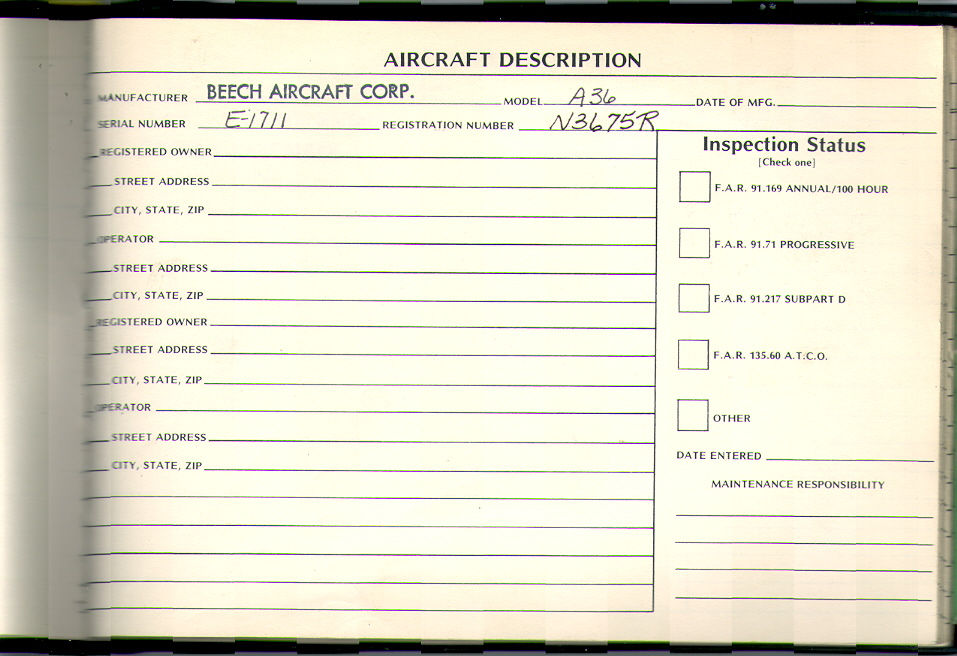 AIRCRAFT DESCRIPTION
MANUFACTURER BEECH AIRCRAFT CORP. MODEL A36 DATE OF MFG.
SERIAL NUMBER E-1711 REGISTRATION NUMBER N3675R
REGISTERED OWNER
STREET ADDRESS
CITY, STATE, ZIP
OPERATOR
STREET ADDRESS
CITY, STATE, ZIP
REGISTERED OWNER
STREET ADDRESS
CITY, STATE, ZIP
OPERATOR
STREET ADDRESS
CITY, STATE, ZIP
Inspection Status
[Check one]
F.A.R. 91.169 ANNUAL/100 HOUR
F.A.R. 91.71 PROGRESSIVE
F.A.R. 91.217 SUBPART D
F.A.R. 135.60 A.T.C.O.
OTHER
DATE ENTERED
MAINTENANCE RESPONSIBILITY